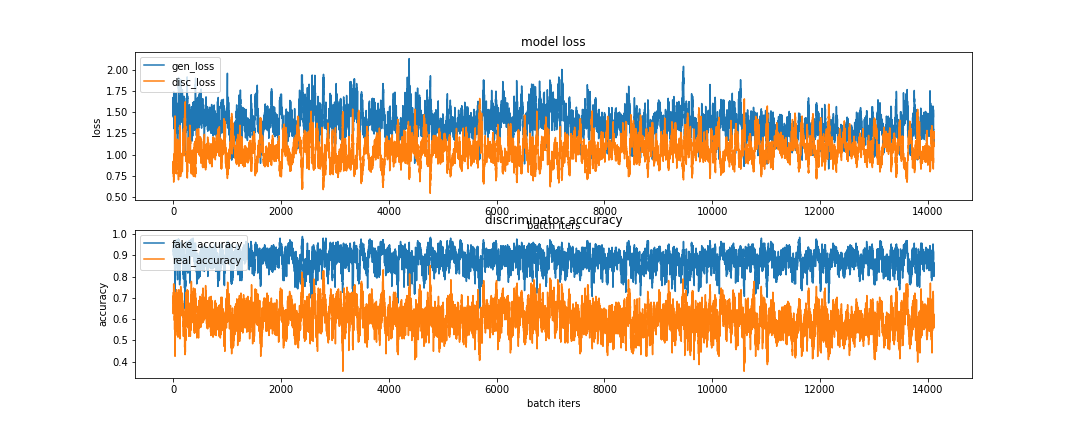 model loss
gen_loss
disc_loss
loss
2.00
1.75
1.50
1.25
1.00
0.75
0.50
0 2000 4000 6000 8000 10000 12000 14000
batch iters
discriminator accuracy
fake_accuracy
real_accuracy
accuracy
1.0
0.9
0.8
0.7
0.6
0.5
0.4
0 2000 4000 6000 8000 10000 12000 14000
batch iters